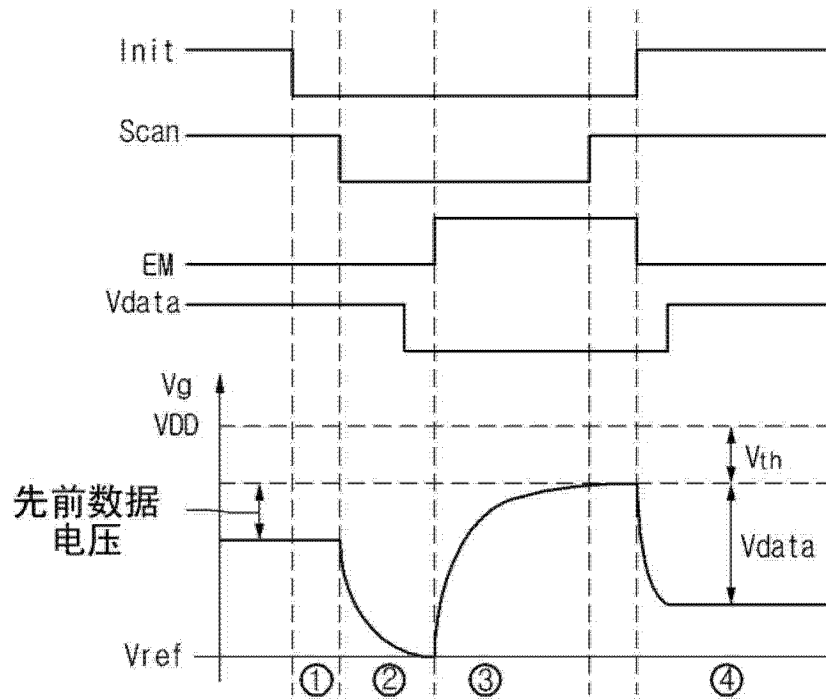 Init
Scan
EM
Vdata
Vg
VDD
Vth
先前数据
电压
Vdata
Vref
① ② ③ ④